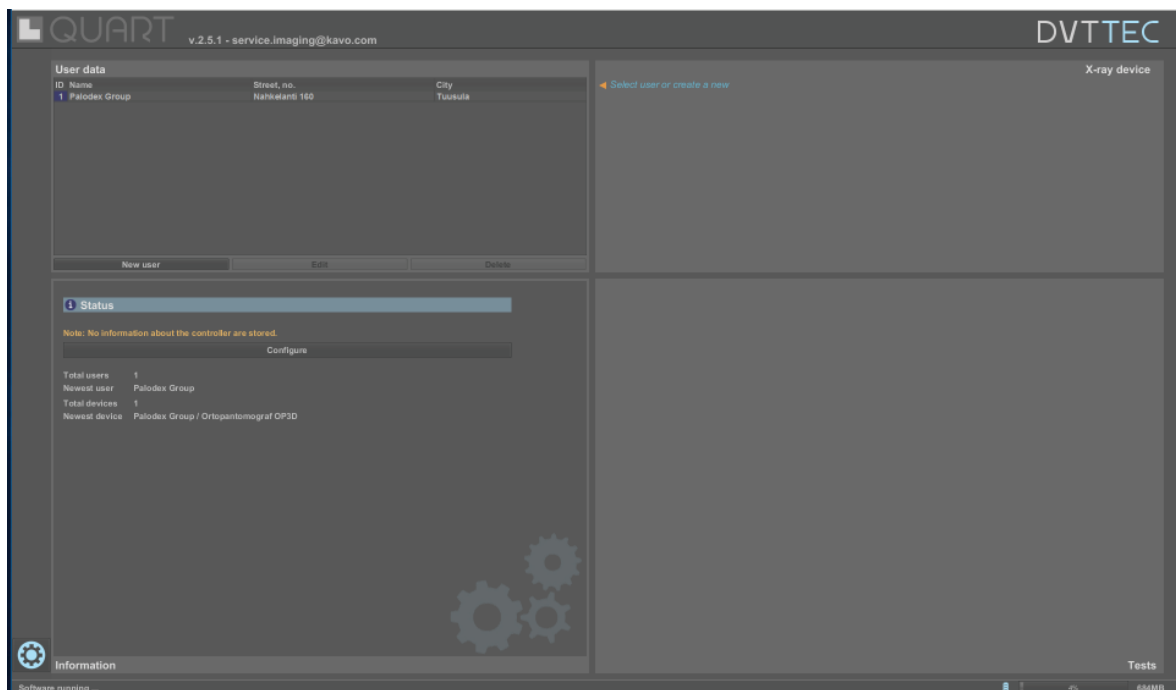 QUART v.2.5.1 - service.imaging@kavo.com
DVTTEC
User data
ID Name Street, no. City
1 Palodex Group Nahkelanti 160 Tuusula
New user Edit Delete
X-ray device
Select user or create a new
Status
Note: No information about the controller are stored.
Configure
Total users 1
Newest user Palodex Group
Total devices 1
Newest device Palodex Group / Ortopantomograf OP3D
Information
Tests
Software running...
684MB